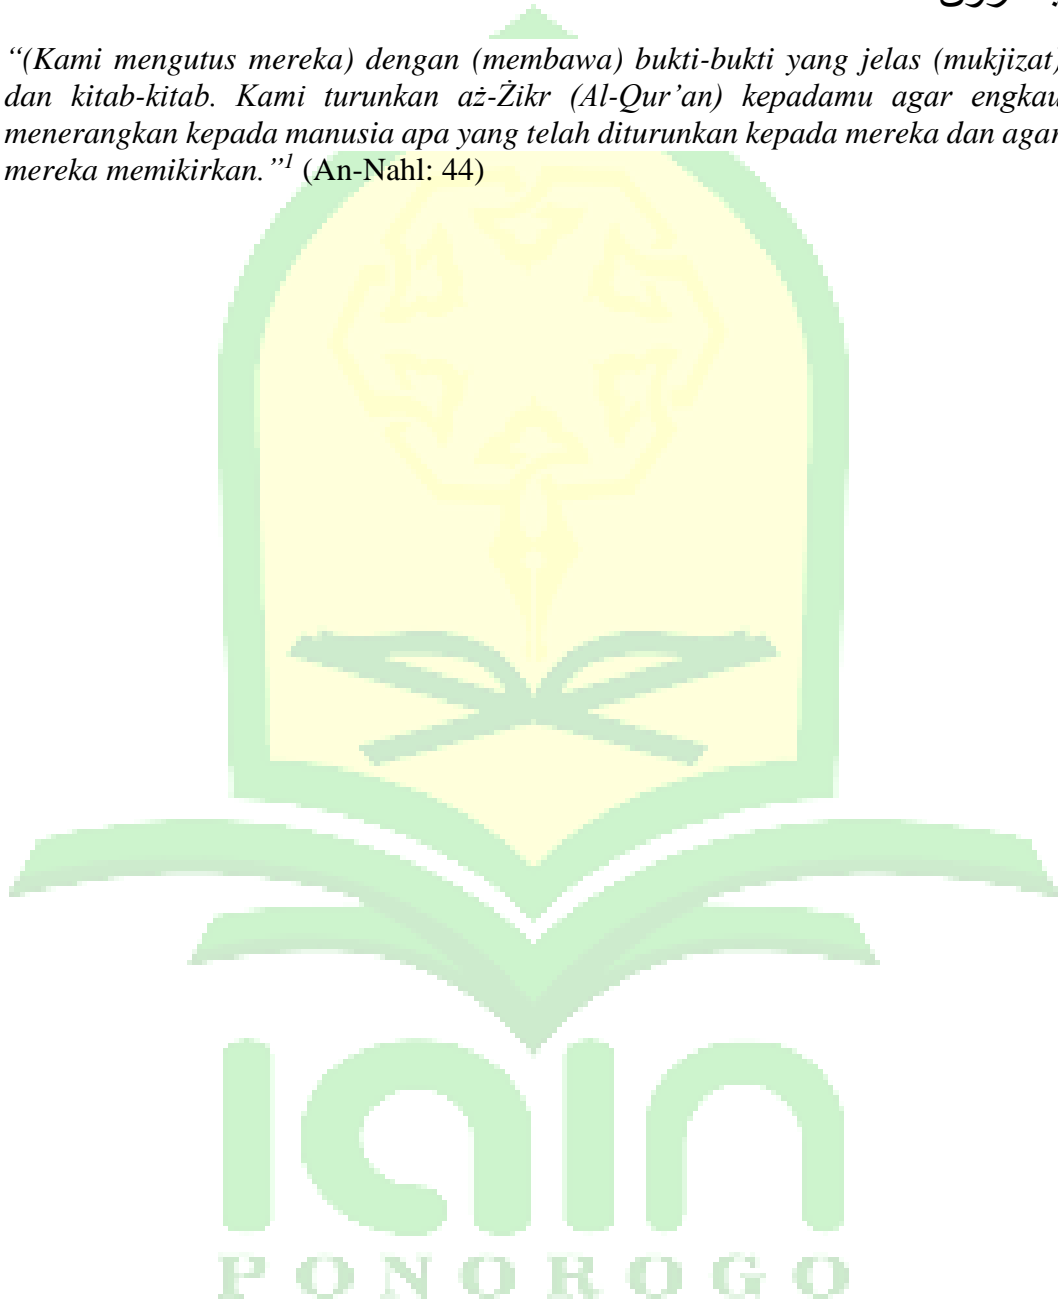 “(Kami mengutus mereka) dengan (membawa) bukti-bukti yang jelas (mukjizat)
dan kitab-kitab. Kami turunkan aż-Żikr (Al-Qur’an) kepadamu agar engkau
menerangkan kepada manusia apa yang telah diturunkan kepada mereka dan agar
mereka memikirkan.”1 (An-Nahl: 44)
iain
PONOROGO